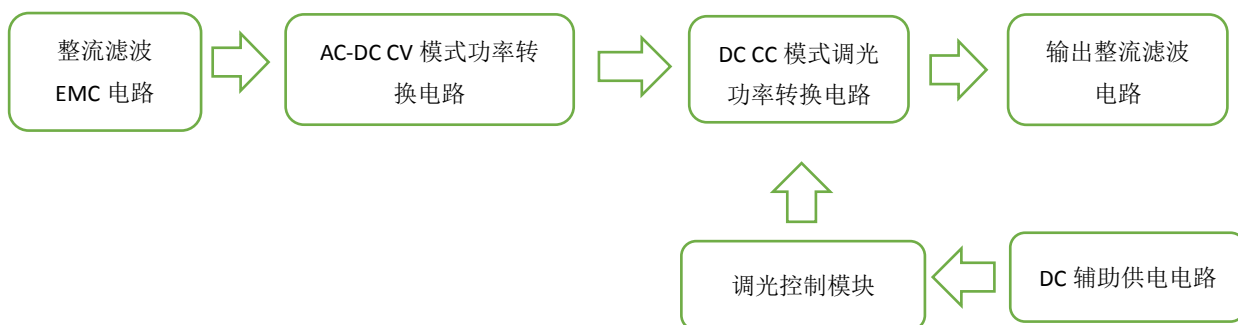 整流滤波
EMC 电路
AC-DC CV 模式功率转
换电路
DC CC 模式调光
功率转换电路
输出整流滤波
电路
调光控制模块
DC 辅助供电电路